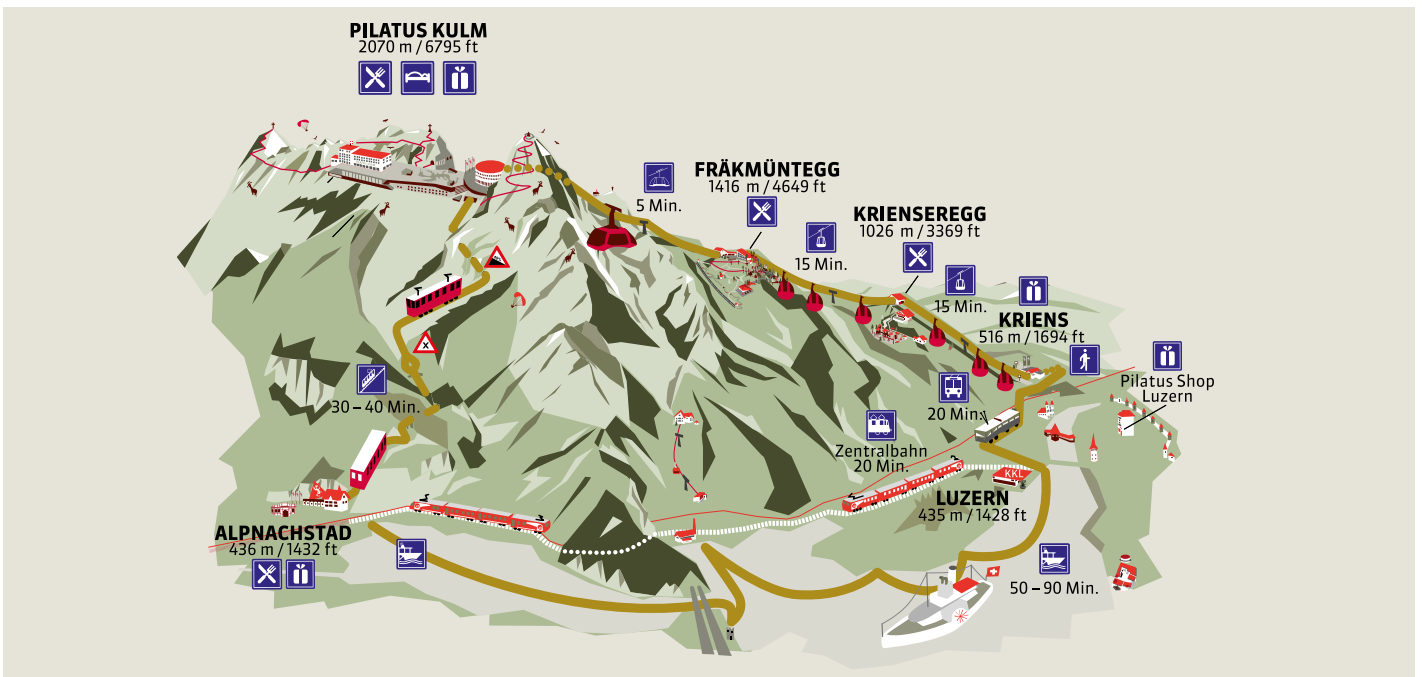 PILATUS KULM
2070 m / 6795 ft
5 Min.
FRÄKMÜNTEGG
1416 m / 4649 ft
15 Min.
KRIENSEREGG
1026 m / 3369 ft
15 Min.
KRIENS
516 m / 1694 ft
Pilatus Shop
Luzern
20 Min.
30 – 40 Min.
Zentralbahn
20 Min.
KKL
LUZERN
435 m / 1428 ft
ALPNACHSTAD
436 m / 1432 ft
50 – 90 Min.